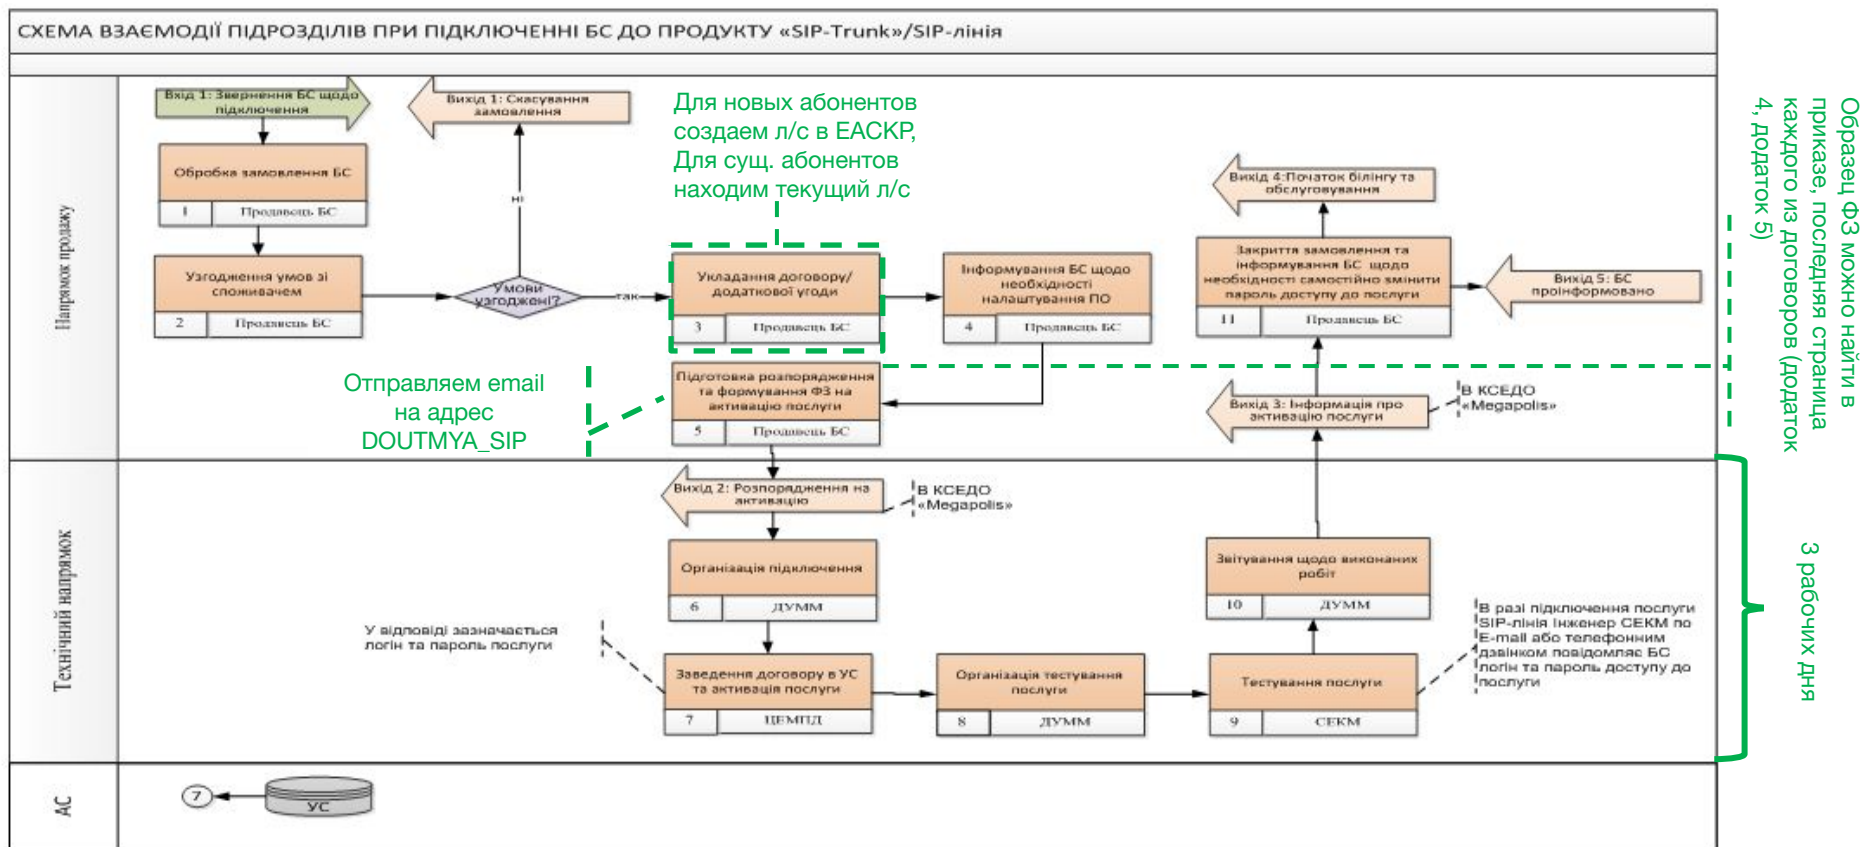 СХЕМА ВЗАЄМОДІЇ ПІДРОЗДІЛІВ ПРИ ПІДКЛЮЧЕННІ БС ДО ПРОДУКТУ «SIP-Trunk»/SIP-лінія
Напрямок продажу
Вхід 1: Звернення БС щодо
підключення
Вихід 1: Скасування
замовлення
Для новых абонентов
создаем л/с в ЕАСКР,
Для сущ. абонентов
находим текущий л/с
Обробка замовлення БС
1
Продавець БС
ні
Узгодження умов зі
споживачем
2
Продавець БС
Умови
узгоджені?
так
Укладання договору/
додаткової угоди
3
Продавець БС
Інформування БС щодо
необхідності
налаштування ПО
4
Продавець БС
Вихід 4:Початок білінгу та
обслуговування
Закриття замовлення та
інформування БС щодо
необхідності самостійно змінити
пароль доступу до послуги
11
Продавець БС
Вихід 5: БС
проінформовано
Образец ФЗ можно найти в
приказе, последняя страница
каждого из договоров (додаток
4, додаток 5)
Отправляем email
на адрес
DOUTMYA_SIP
Підготовка розпорядження
та формування ФЗ на
активацію послуги
5
Продавець БС
Вихід 3: Інформація про
активацію послуги
В КСЕДО
«Megapolis»
Технічний напрямок
Вихід 2: Розпорядження на
активацію
В КСЕДО
«Megapolis»
Організація підключення
6
ДУММ
У відповіді зазначається
логін та пароль послуги
Заведення договору в УС
та активація послуги
7
ЦЕМПД
Організація тестування
послуги
8
ДУММ
Тестування послуги
9
СЕКМ
Звітування щодо виконаних
робіт
10
ДУММ
В разі підключення послуги
SIP-лінія інженер СЕКМ по
E-mail або телефонним
дзвінком повідомляє БС
логін та пароль доступу до
послуги
3 рабочих дня
АС
7
УС